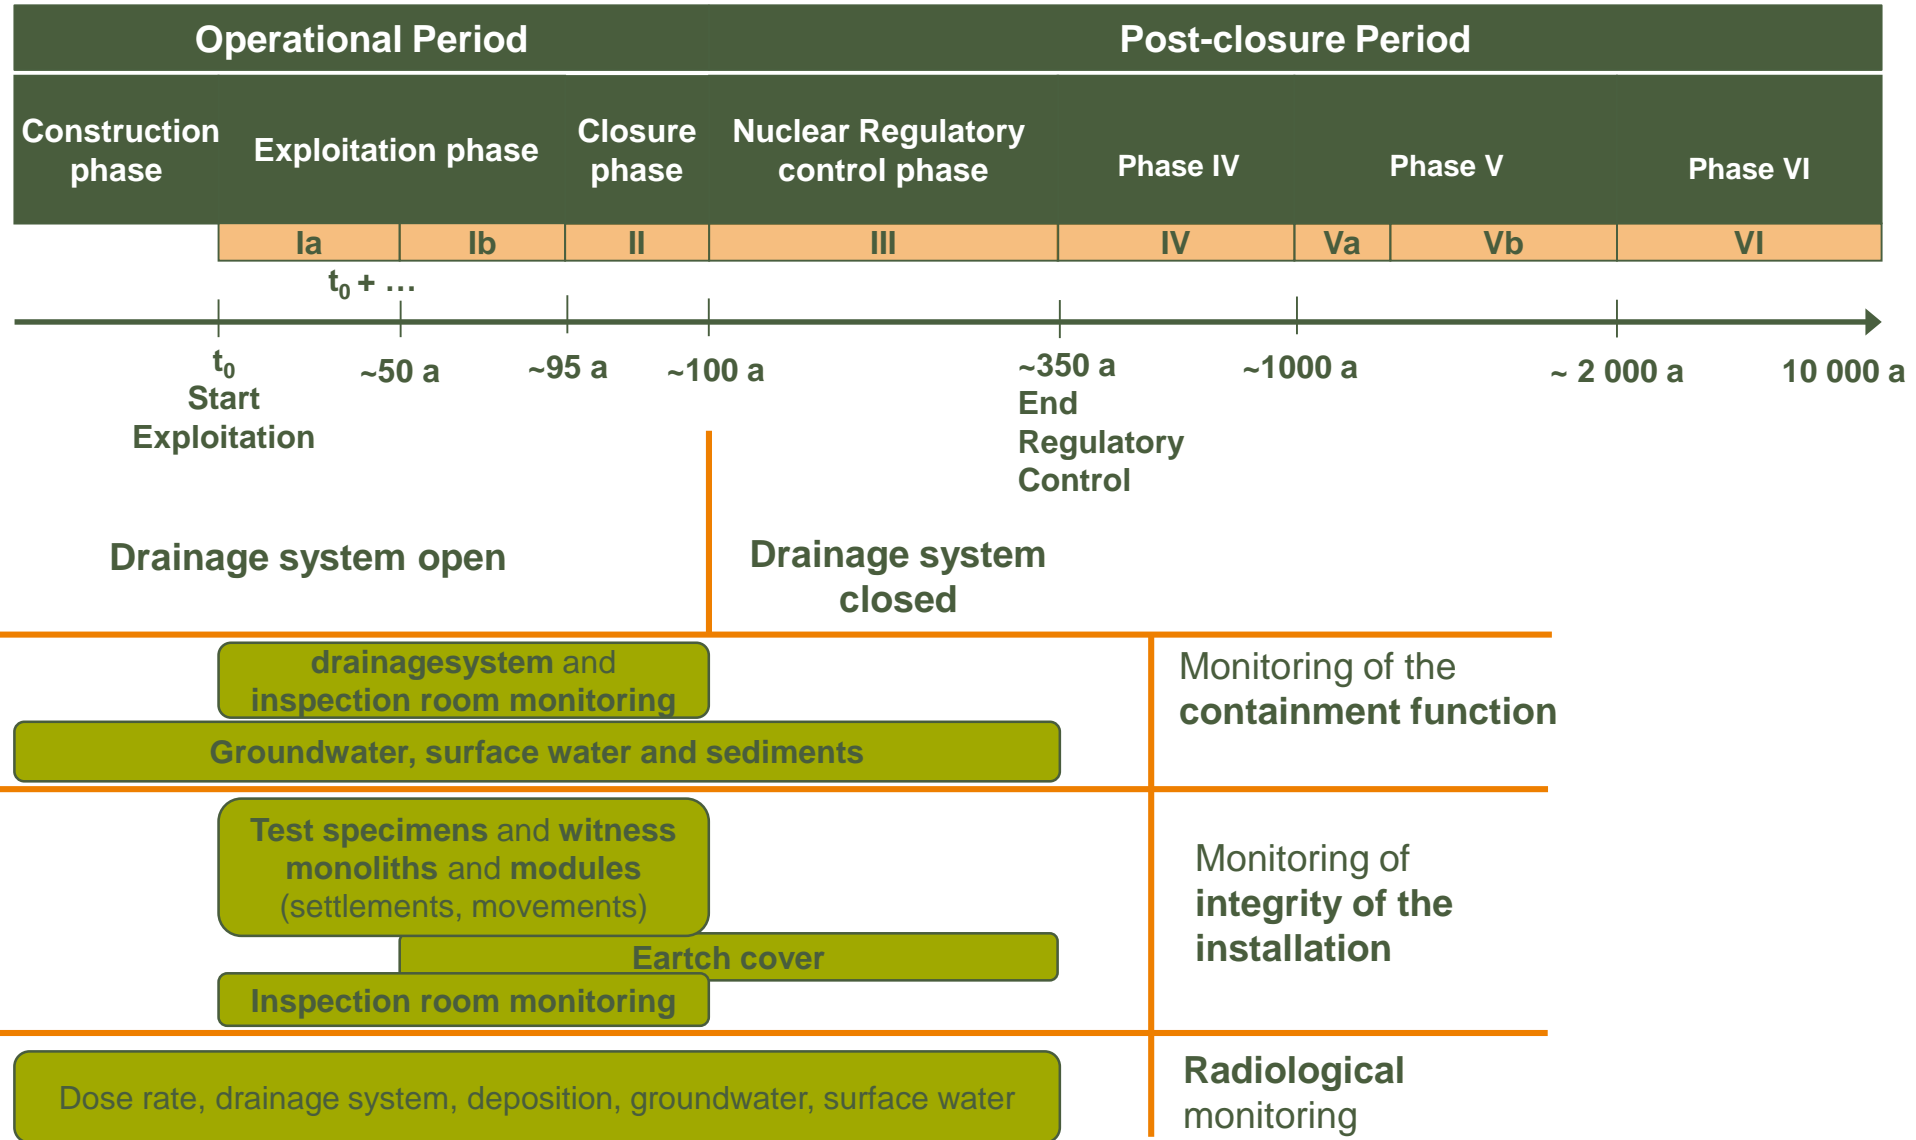 Operational Period
Post-closure Period
Construction
phase
Exploitation phase
Closure
phase
Nuclear Regulatory
control phase
Phase IV
Phase V
Phase VI
Ia
Ib
II
III
IV
Va
Vb
VI
t0 + …
t0
Start
Exploitation
~50 a
~95 a
~100 a
~350 a
End
Regulatory
Control
~1000 a
~ 2 000 a
10 000 a
Drainage system open
Drainage system
closed
drainagesystem and
inspection room monitoring
Groundwater, surface water and sediments
Monitoring of the
containment function
Test specimens and witness
monoliths and modules
(settlements, movements)
Eartch cover
Inspection room monitoring
Monitoring of
integrity of the
installation
Dose rate, drainage system, deposition, groundwater, surface water
Radiological
monitoring